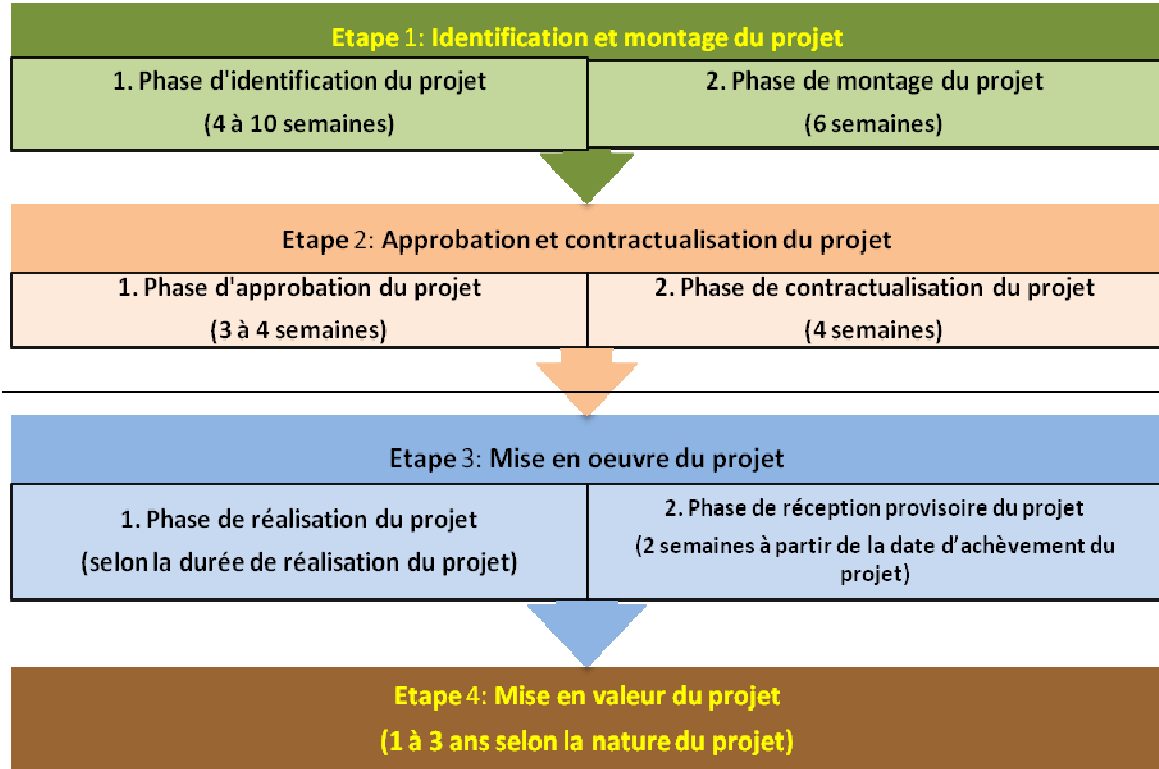 Etape 1: Identification et montage du projet
1. Phase d'identification du projet
(4 à 10 semaines)
2. Phase de montage du projet
(6 semaines)
Etape 2: Approbation et contractualisation du projet
1. Phase d'approbation du projet
(3 à 4 semaines)
2. Phase de contractualisation du projet
(4 semaines)
Etape 3: Mise en oeuvre du projet
1. Phase de réalisation du projet
(selon la durée de réalisation du projet)
2. Phase de réception provisoire du projet
(2 semaines à partir de la date d’achèvement du
projet)
Etape 4: Mise en valeur du projet
(1 à 3 ans selon la nature du projet)